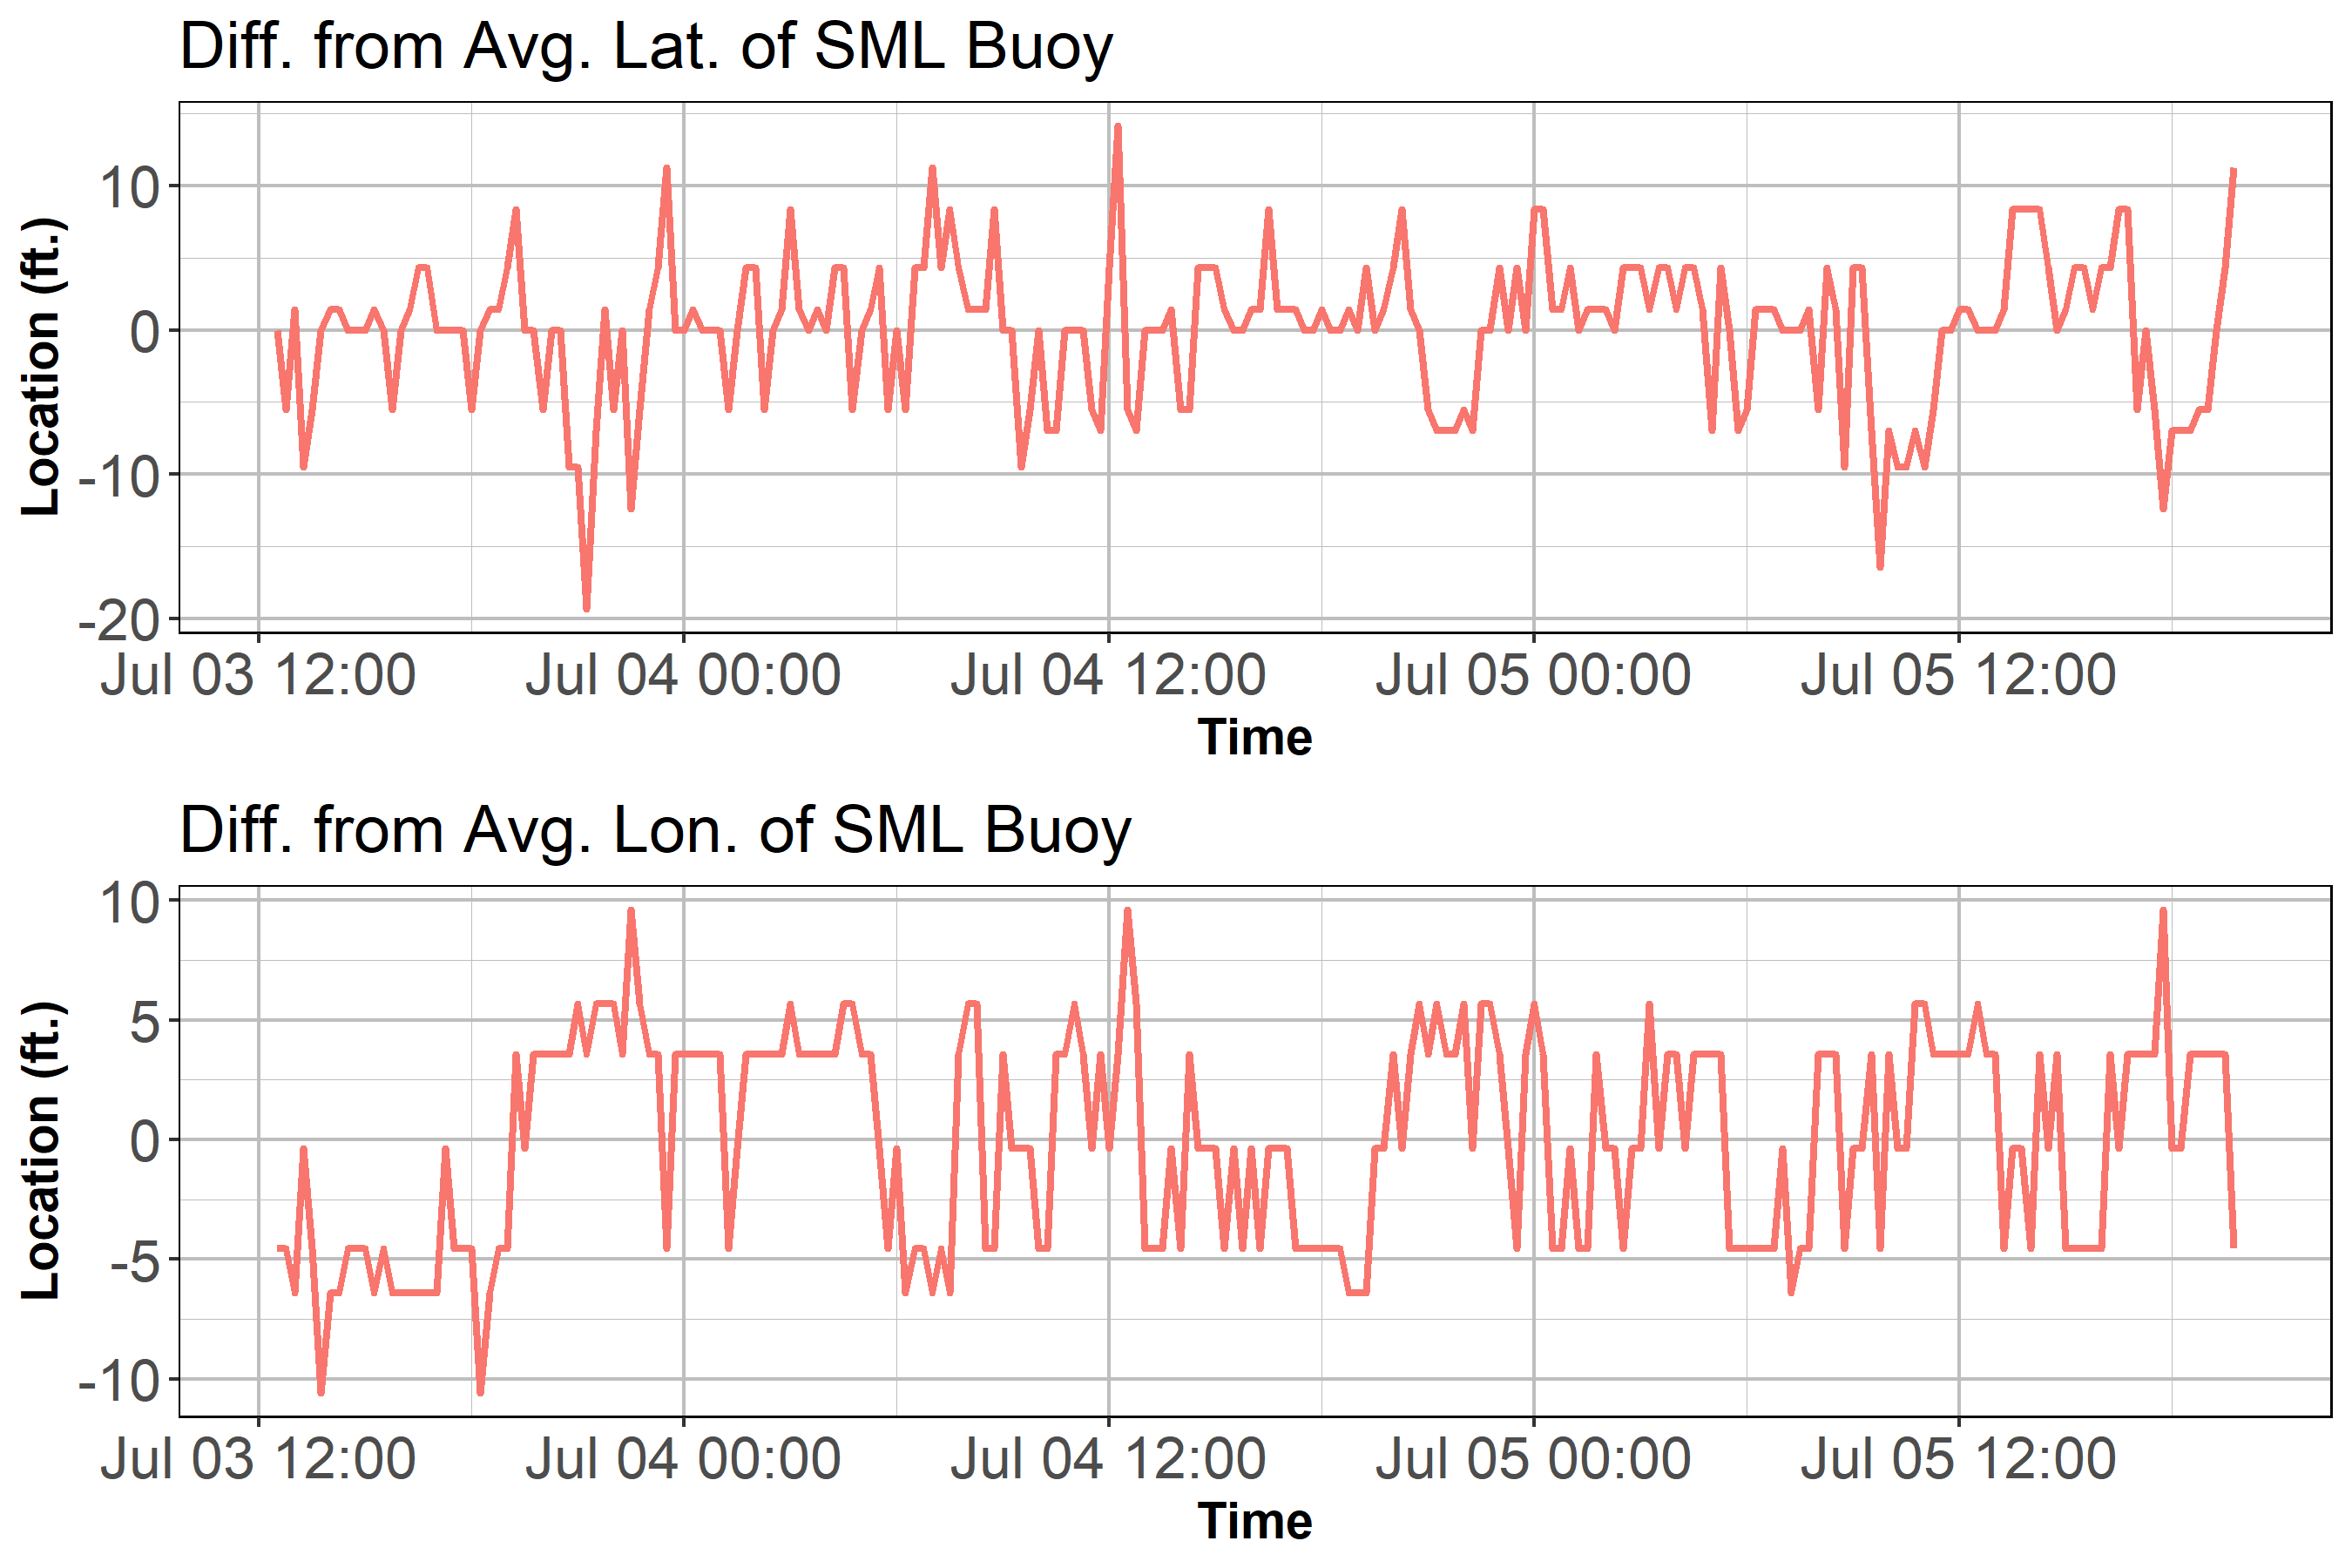 Diff. from Avg. Lat. of SML Buoy
Location (ft.)
10
0
-10
-20
Jul 03 12:00 Jul 04 00:00 Jul 04 12:00 Jul 05 00:00 Jul 05 12:00
Time
Diff. from Avg. Lon. of SML Buoy
Location (ft.)
10
5
0
-5
-10
Jul 03 12:00 Jul 04 00:00 Jul 04 12:00 Jul 05 00:00 Jul 05 12:00
Time